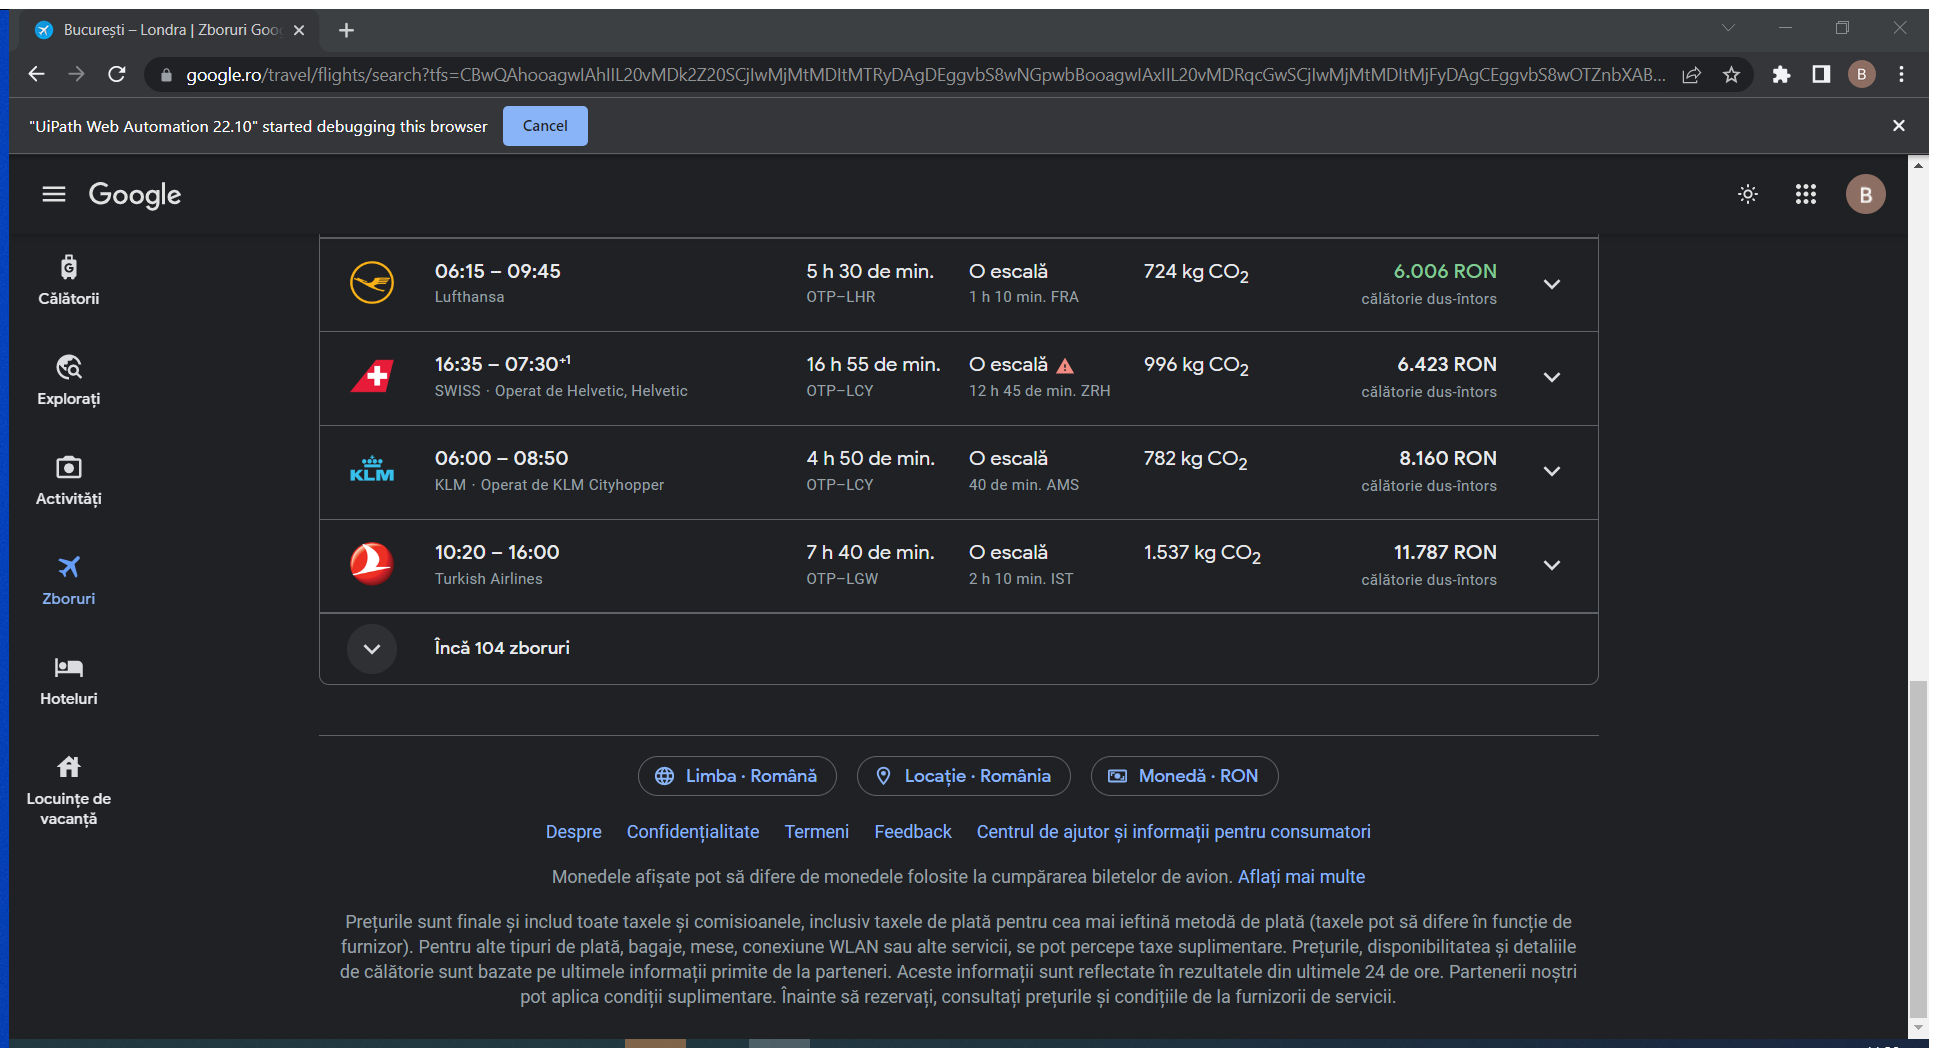 București – Londra | Zboruri Goo
google.ro/travel/flights/search?tfs=CBwQAhooagwIAhIIL20vMDk2Z20SCjIwMjMtMDItMTRyDAgDEggvbS8wNGpwbBBooagwIAxIIL20vMDRqcGwSCjIwMjMtMDItMjFyDAgCEggvbS8wOTZnbXAB...
B
"UiPath Web Automation 22.10" started debugging this browser
Cancel
Google
B
Călătorii
Explorați
Activități
Zboruri
Hoteluri
Locuințe de
vacanță
06:15 – 09:45 5 h 30 de min. O escală 724 kg CO2 6.006 RON
Lufthansa OTP–LHR 1 h 10 min. FRA călătorie dus-întors
16:35 – 07:30+1 16 h 55 de min. O escală 996 kg CO2 6.423 RON
SWISS · Operat de Helvetic, Helvetic OTP–LCY 12 h 45 de min. ZRH călătorie dus-întors
KLM
06:00 – 08:50 4 h 50 de min. O escală 782 kg CO2 8.160 RON
KLM · Operat de KLM Cityhopper OTP–LCY 40 de min. AMS călătorie dus-întors
10:20 – 16:00 7 h 40 de min. O escală 1.537 kg CO2 11.787 RON
Turkish Airlines OTP–LGW 2 h 10 min. IST călătorie dus-întors
Încă 104 zboruri
Limba · Română Locație · România Monedă · RON
Despre Confidențialitate Termeni Feedback Centrul de ajutor și informații pentru consumatori
Monedele afișate pot să difere de monedele folosite la cumpărarea biletelor de avion. Aflați mai multe
Prețurile sunt finale și includ toate taxele și comisioanele, inclusiv taxele de plată pentru cea mai ieftină metodă de plată (taxele pot să difere în funcție de
furnizor). Pentru alte tipuri de plată, bagaje, mese, conexiune WLAN sau alte servicii, se pot percepe taxe suplimentare. Prețurile, disponibilitatea și detaliile
de călătorie sunt bazate pe ultimele informații primite de la parteneri. Aceste informații sunt reflectate în rezultatele din ultimele 24 de ore. Partenerii noștri
pot aplica condiții suplimentare. Înainte să rezervați, consultați prețurile și condițiile de la furnizorii de servicii.